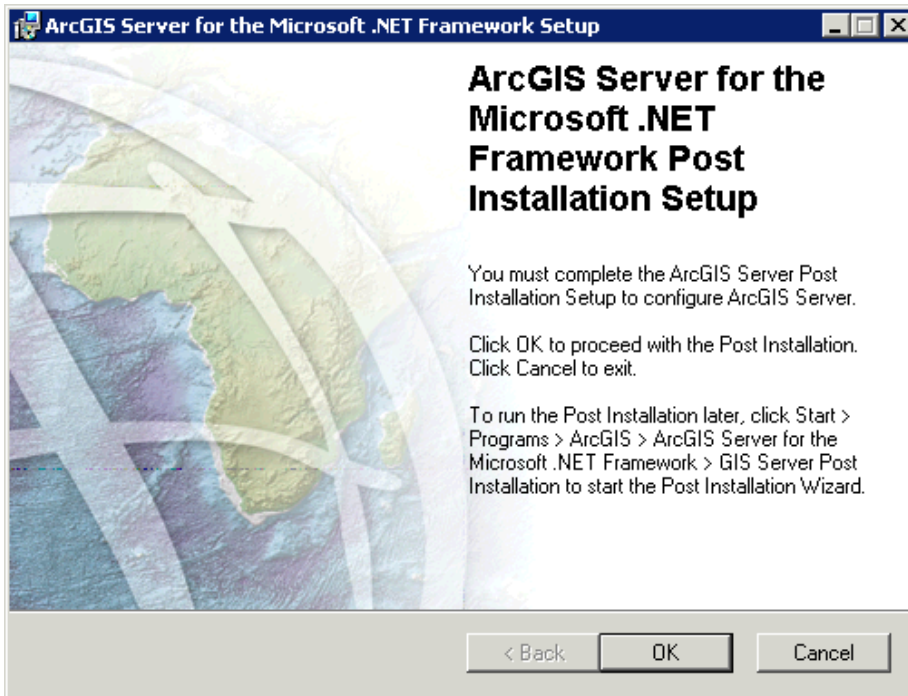 ArcGIS Server for the Microsoft .NET Framework Setup
ArcGIS Server for the
Microsoft .NET
Framework Post
Installation Setup
You must complete the ArcGIS Server Post
Installation Setup to configure ArcGIS Server.
Click OK to proceed with the Post Installation.
Click Cancel to exit.
To run the Post Installation later, click Start >
Programs > ArcGIS > ArcGIS Server for the
Microsoft .NET Framework > GIS Server Post
Installation to start the Post Installation Wizard.
< Back
OK
Cancel